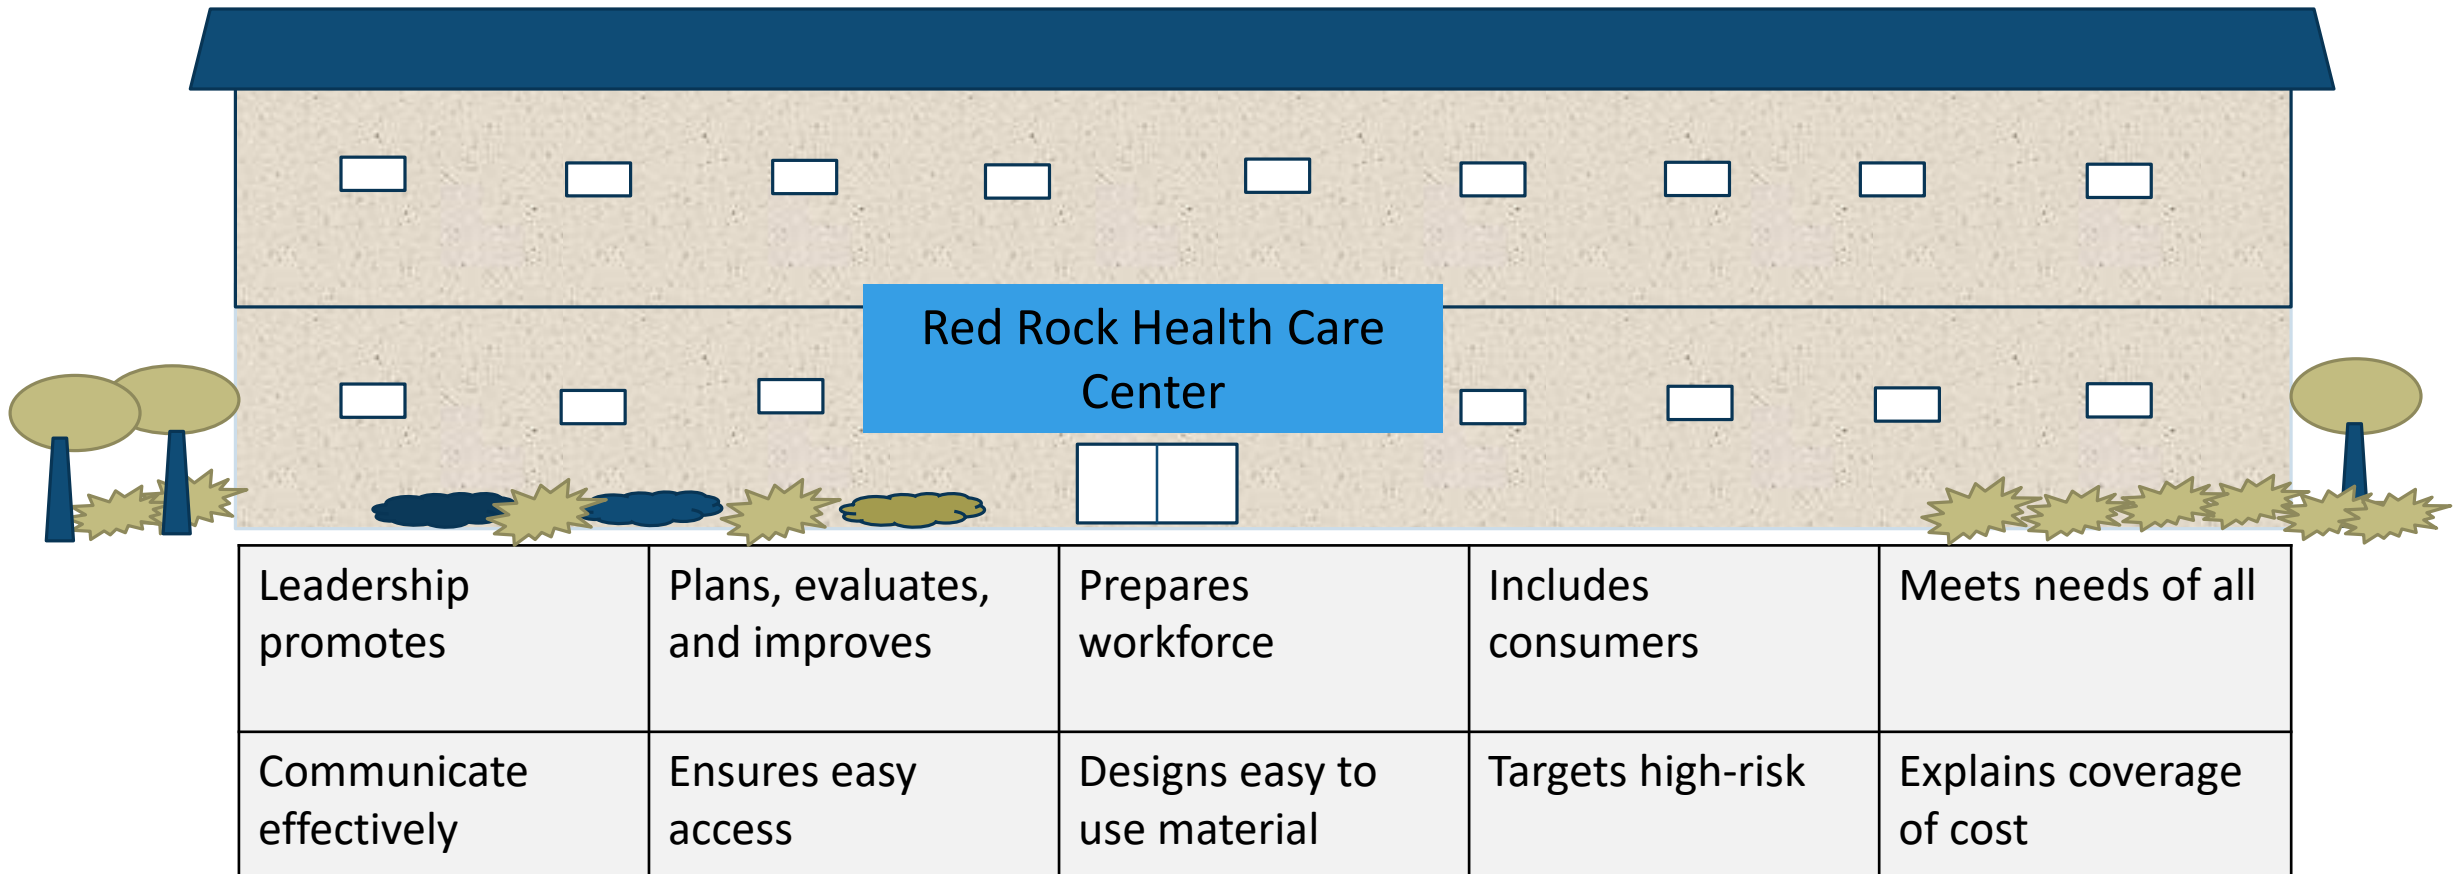 Red Rock Health Care
Center
Leadership
promotes
Plans, evaluates,
and improves
Prepares
workforce
Includes
consumers
Meets needs of all
Communicate
effectively
Ensures easy
access
Designs easy to
use material
Targets high-risk
Explains coverage
of cost